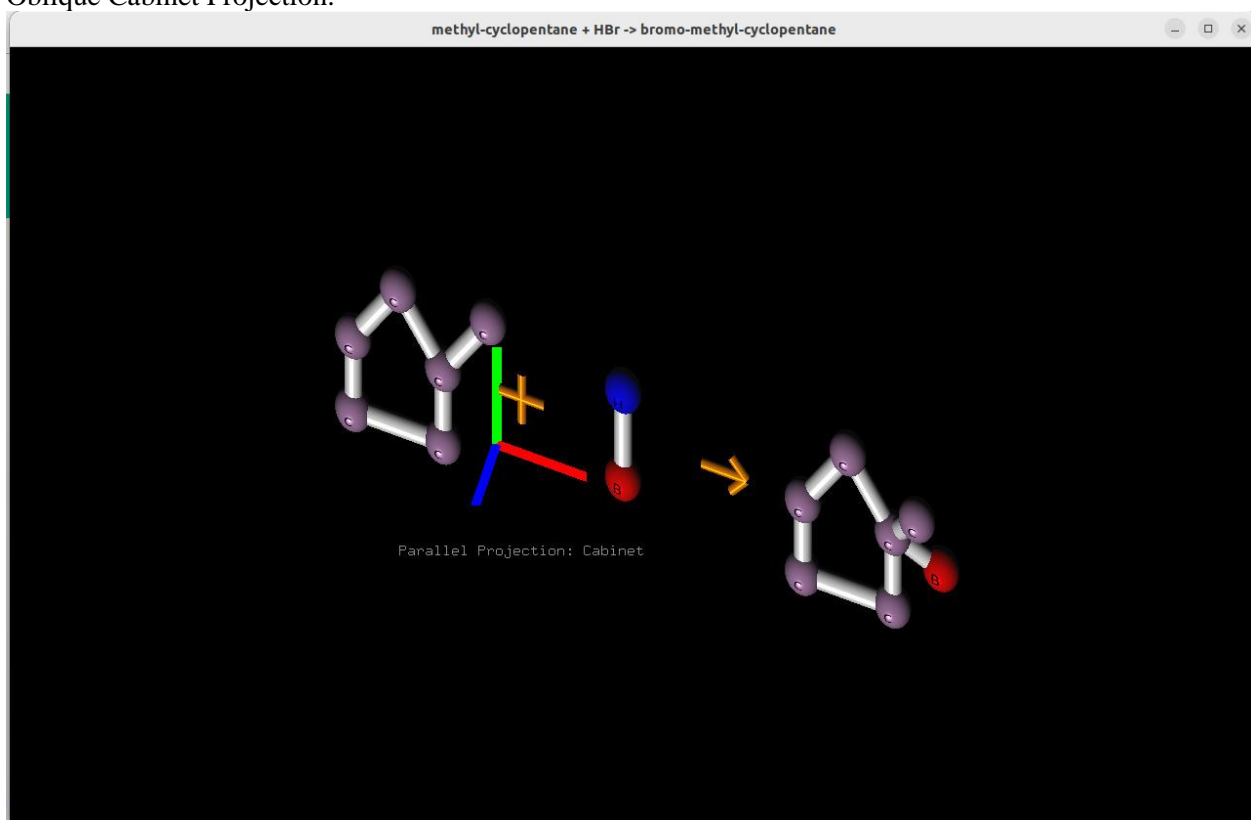 Oblique Cabinet Projection:
methyl-cyclopentane + HBr -> bromo-methyl-cyclopentane
C
C
C
C
C
C
H
B
Parallel Projection: Cabinet
C
C
C
C
C
C
B